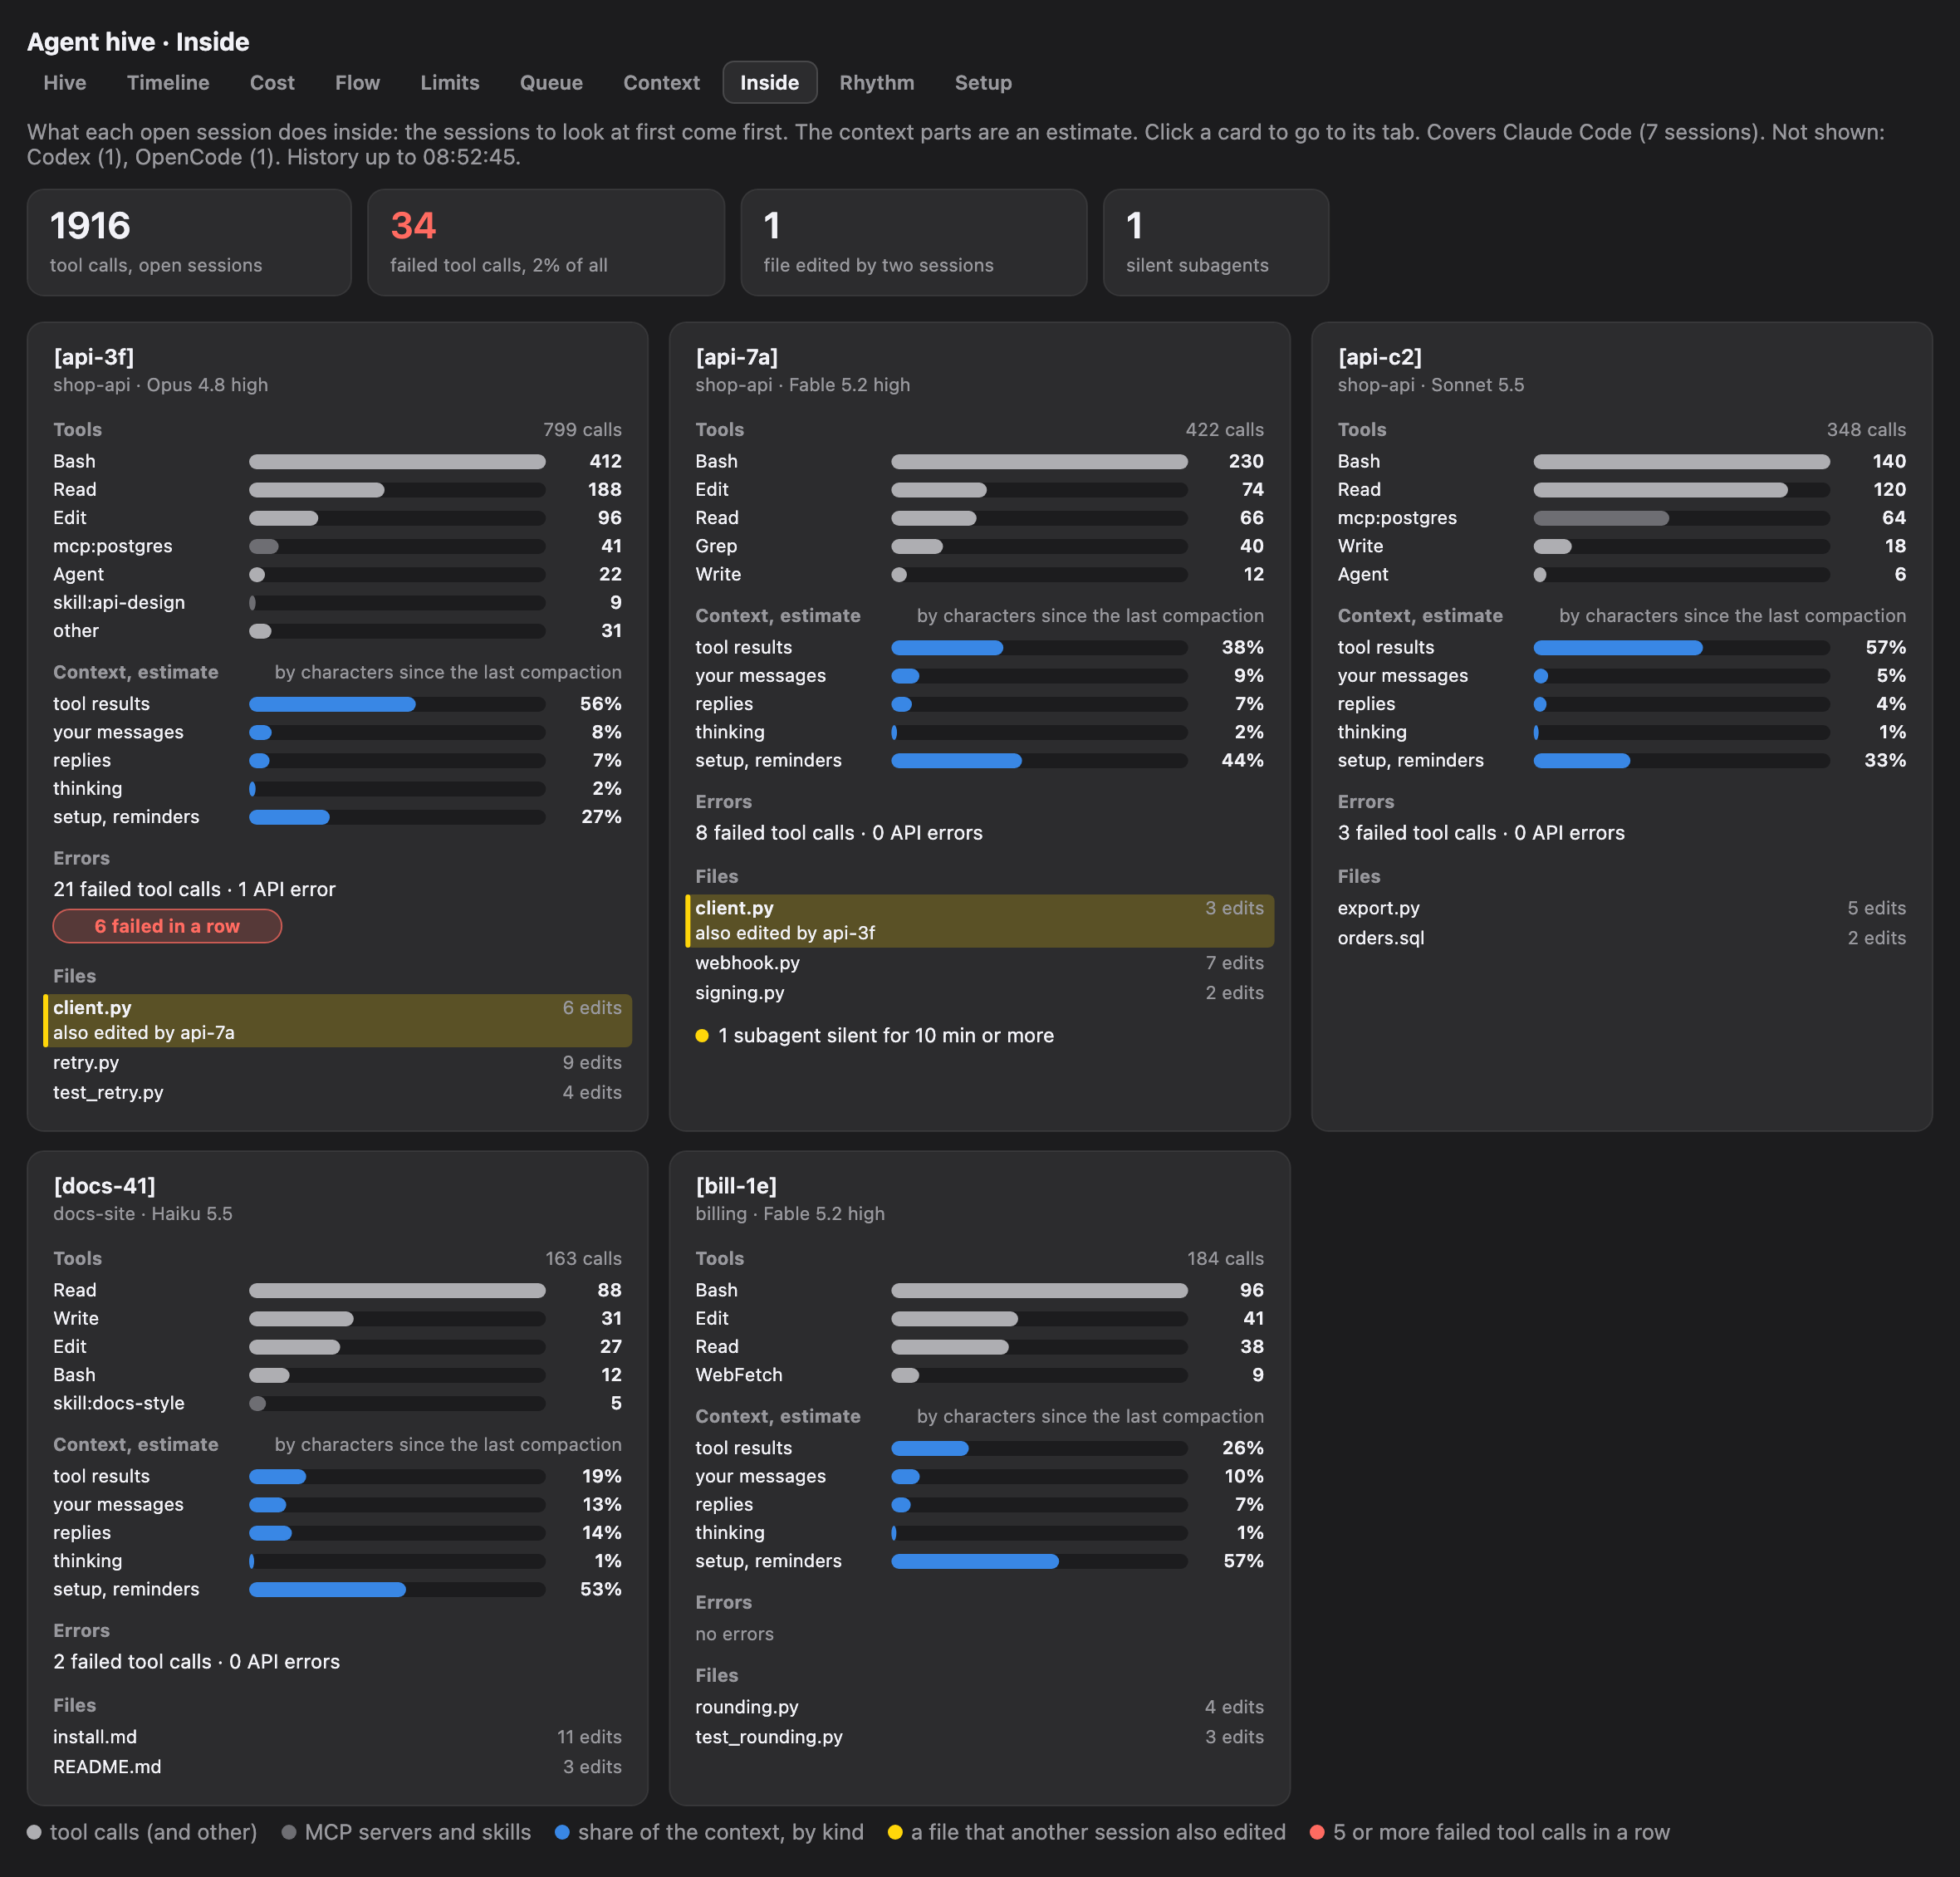 Agent hive · Inside
Hive Timeline Cost Flow Limits Queue Context Inside Rhythm Setup
What each open session does inside: the sessions to look at first come first. The context parts are an estimate. Click a card to go to its tab. Covers Claude Code (7 sessions). Not shown:
Codex (1), OpenCode (1). History up to 08:52:45.
1916
tool calls, open sessions
34
failed tool calls, 2% of all
1
file edited by two sessions
1
silent subagents
[api-3f]
shop-api · Opus 4.8 high
Tools 799 calls
Bash 412
Read 188
Edit 96
mcp:postgres 41
Agent 22
skill:api-design 9
other 31
Context, estimate by characters since the last compaction
tool results 56%
your messages 8%
replies 7%
thinking 2%
setup, reminders 27%
Errors
21 failed tool calls · 1 API error
6 failed in a row
Files
client.py 6 edits
also edited by api-7a
retry.py 9 edits
test_retry.py 4 edits
[api-7a]
shop-api · Fable 5.2 high
Tools 422 calls
Bash 230
Edit 74
Read 66
Grep 40
Write 12
Context, estimate by characters since the last compaction
tool results 38%
your messages 9%
replies 7%
thinking 2%
setup, reminders 44%
Errors
8 failed tool calls · 0 API errors
Files
client.py 3 edits
also edited by api-3f
webhook.py 7 edits
signing.py 2 edits
1 subagent silent for 10 min or more
[api-c2]
shop-api · Sonnet 5.5
Tools 348 calls
Bash 140
Read 120
mcp:postgres 64
Write 18
Agent 6
Context, estimate by characters since the last compaction
tool results 57%
your messages 5%
replies 4%
thinking 1%
setup, reminders 33%
Errors
3 failed tool calls · 0 API errors
Files
export.py 5 edits
orders.sql 2 edits
[docs-41]
docs-site · Haiku 5.5
Tools 163 calls
Read 88
Write 31
Edit 27
Bash 12
skill:docs-style 5
Context, estimate by characters since the last compaction
tool results 19%
your messages 13%
replies 14%
thinking 1%
setup, reminders 53%
Errors
2 failed tool calls · 0 API errors
Files
install.md 11 edits
README.md 3 edits
[bill-1e]
billing · Fable 5.2 high
Tools 184 calls
Bash 96
Edit 41
Read 38
WebFetch 9
Context, estimate by characters since the last compaction
tool results 26%
your messages 10%
replies 7%
thinking 1%
setup, reminders 57%
Errors
no errors
Files
rounding.py 4 edits
test_rounding.py 3 edits
tool calls (and other) MCP servers and skills share of the context, by kind a file that another session also edited 5 or more failed tool calls in a row